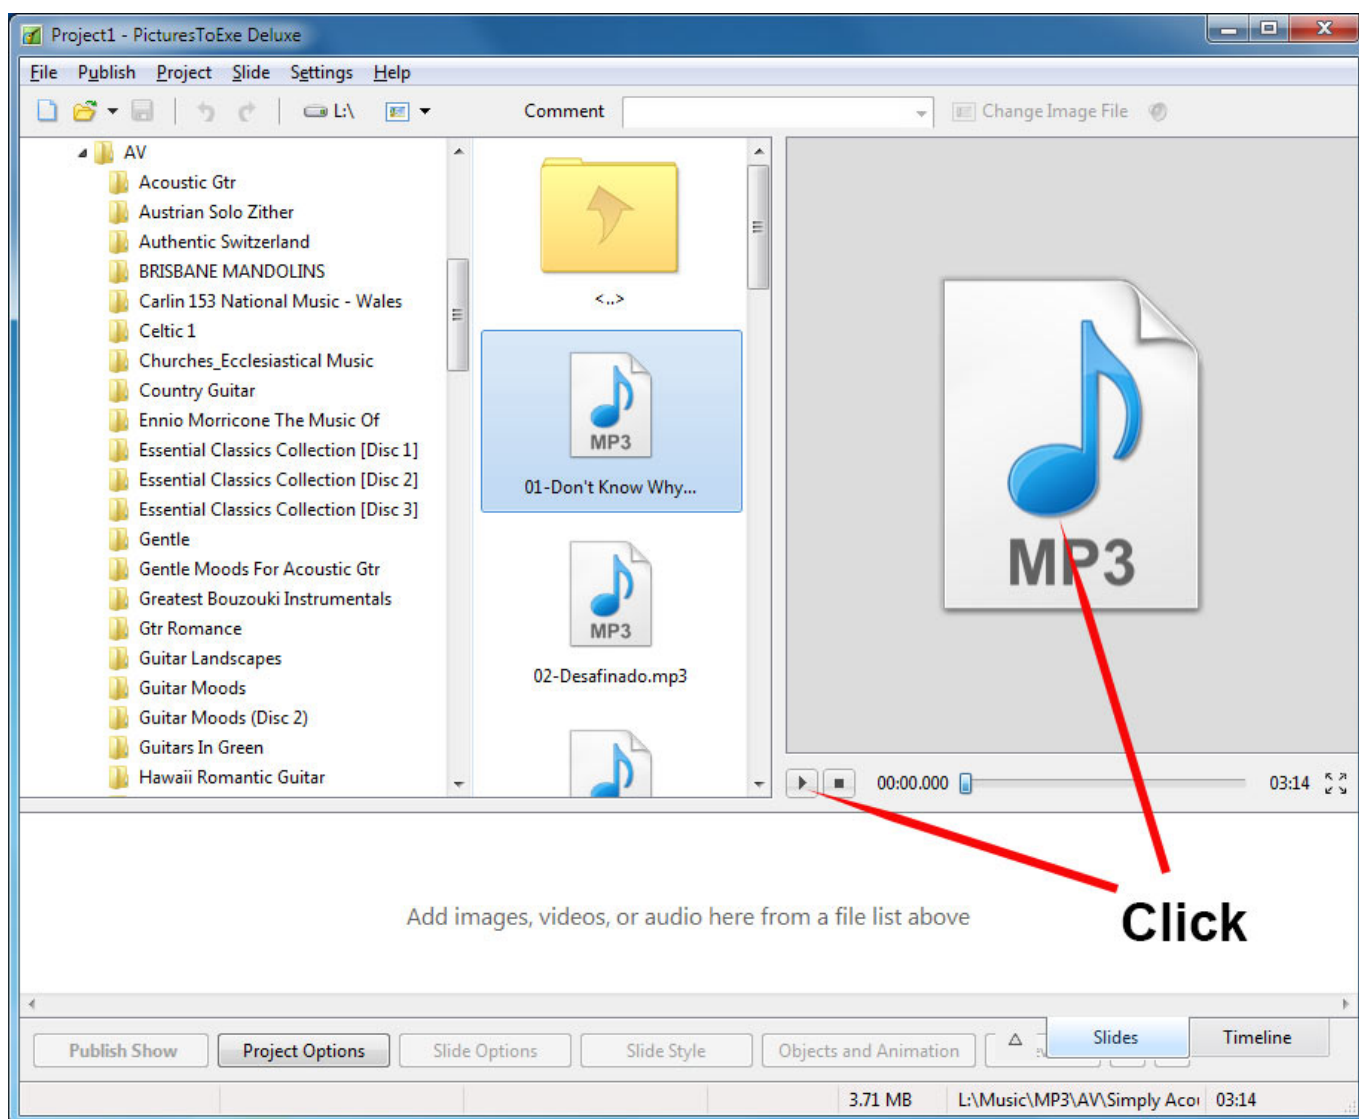 Project1 - PicturesToExe Deluxe
File Publish Project Slide Settings Help
L:\ Comment Change Image File
AV
Acoustic Gtr
Austrian Solo Zither
Authentic Switzerland
BRISBANE MANDOLINS
Carlin 153 National Music - Wales
Celtic 1
Churches_Ecclesiastical Music
Country Guitar
Ennio Morricone The Music Of
Essential Classics Collection [Disc 1]
Essential Classics Collection [Disc 2]
Essential Classics Collection [Disc 3]
Gentle
Gentle Moods For Acoustic Gtr
Greatest Bouzouki Instrumentals
Gtr Romance
Guitar Landscapes
Guitar Moods
Guitar Moods (Disc 2)
Guitars In Green
Hawaii Romantic Guitar
<..>
MP3
01-Don't Know Why...
MP3
02-Desafinado.mp3
MP3
00:00.000 03:14
Click
Add images, videos, or audio here from a file list above
Publish Show Project Options Slide Options Slide Style Objects and Animation Slides Timeline
3.71 MB L:\Music\MP3\AV\Simply Aco 03:14